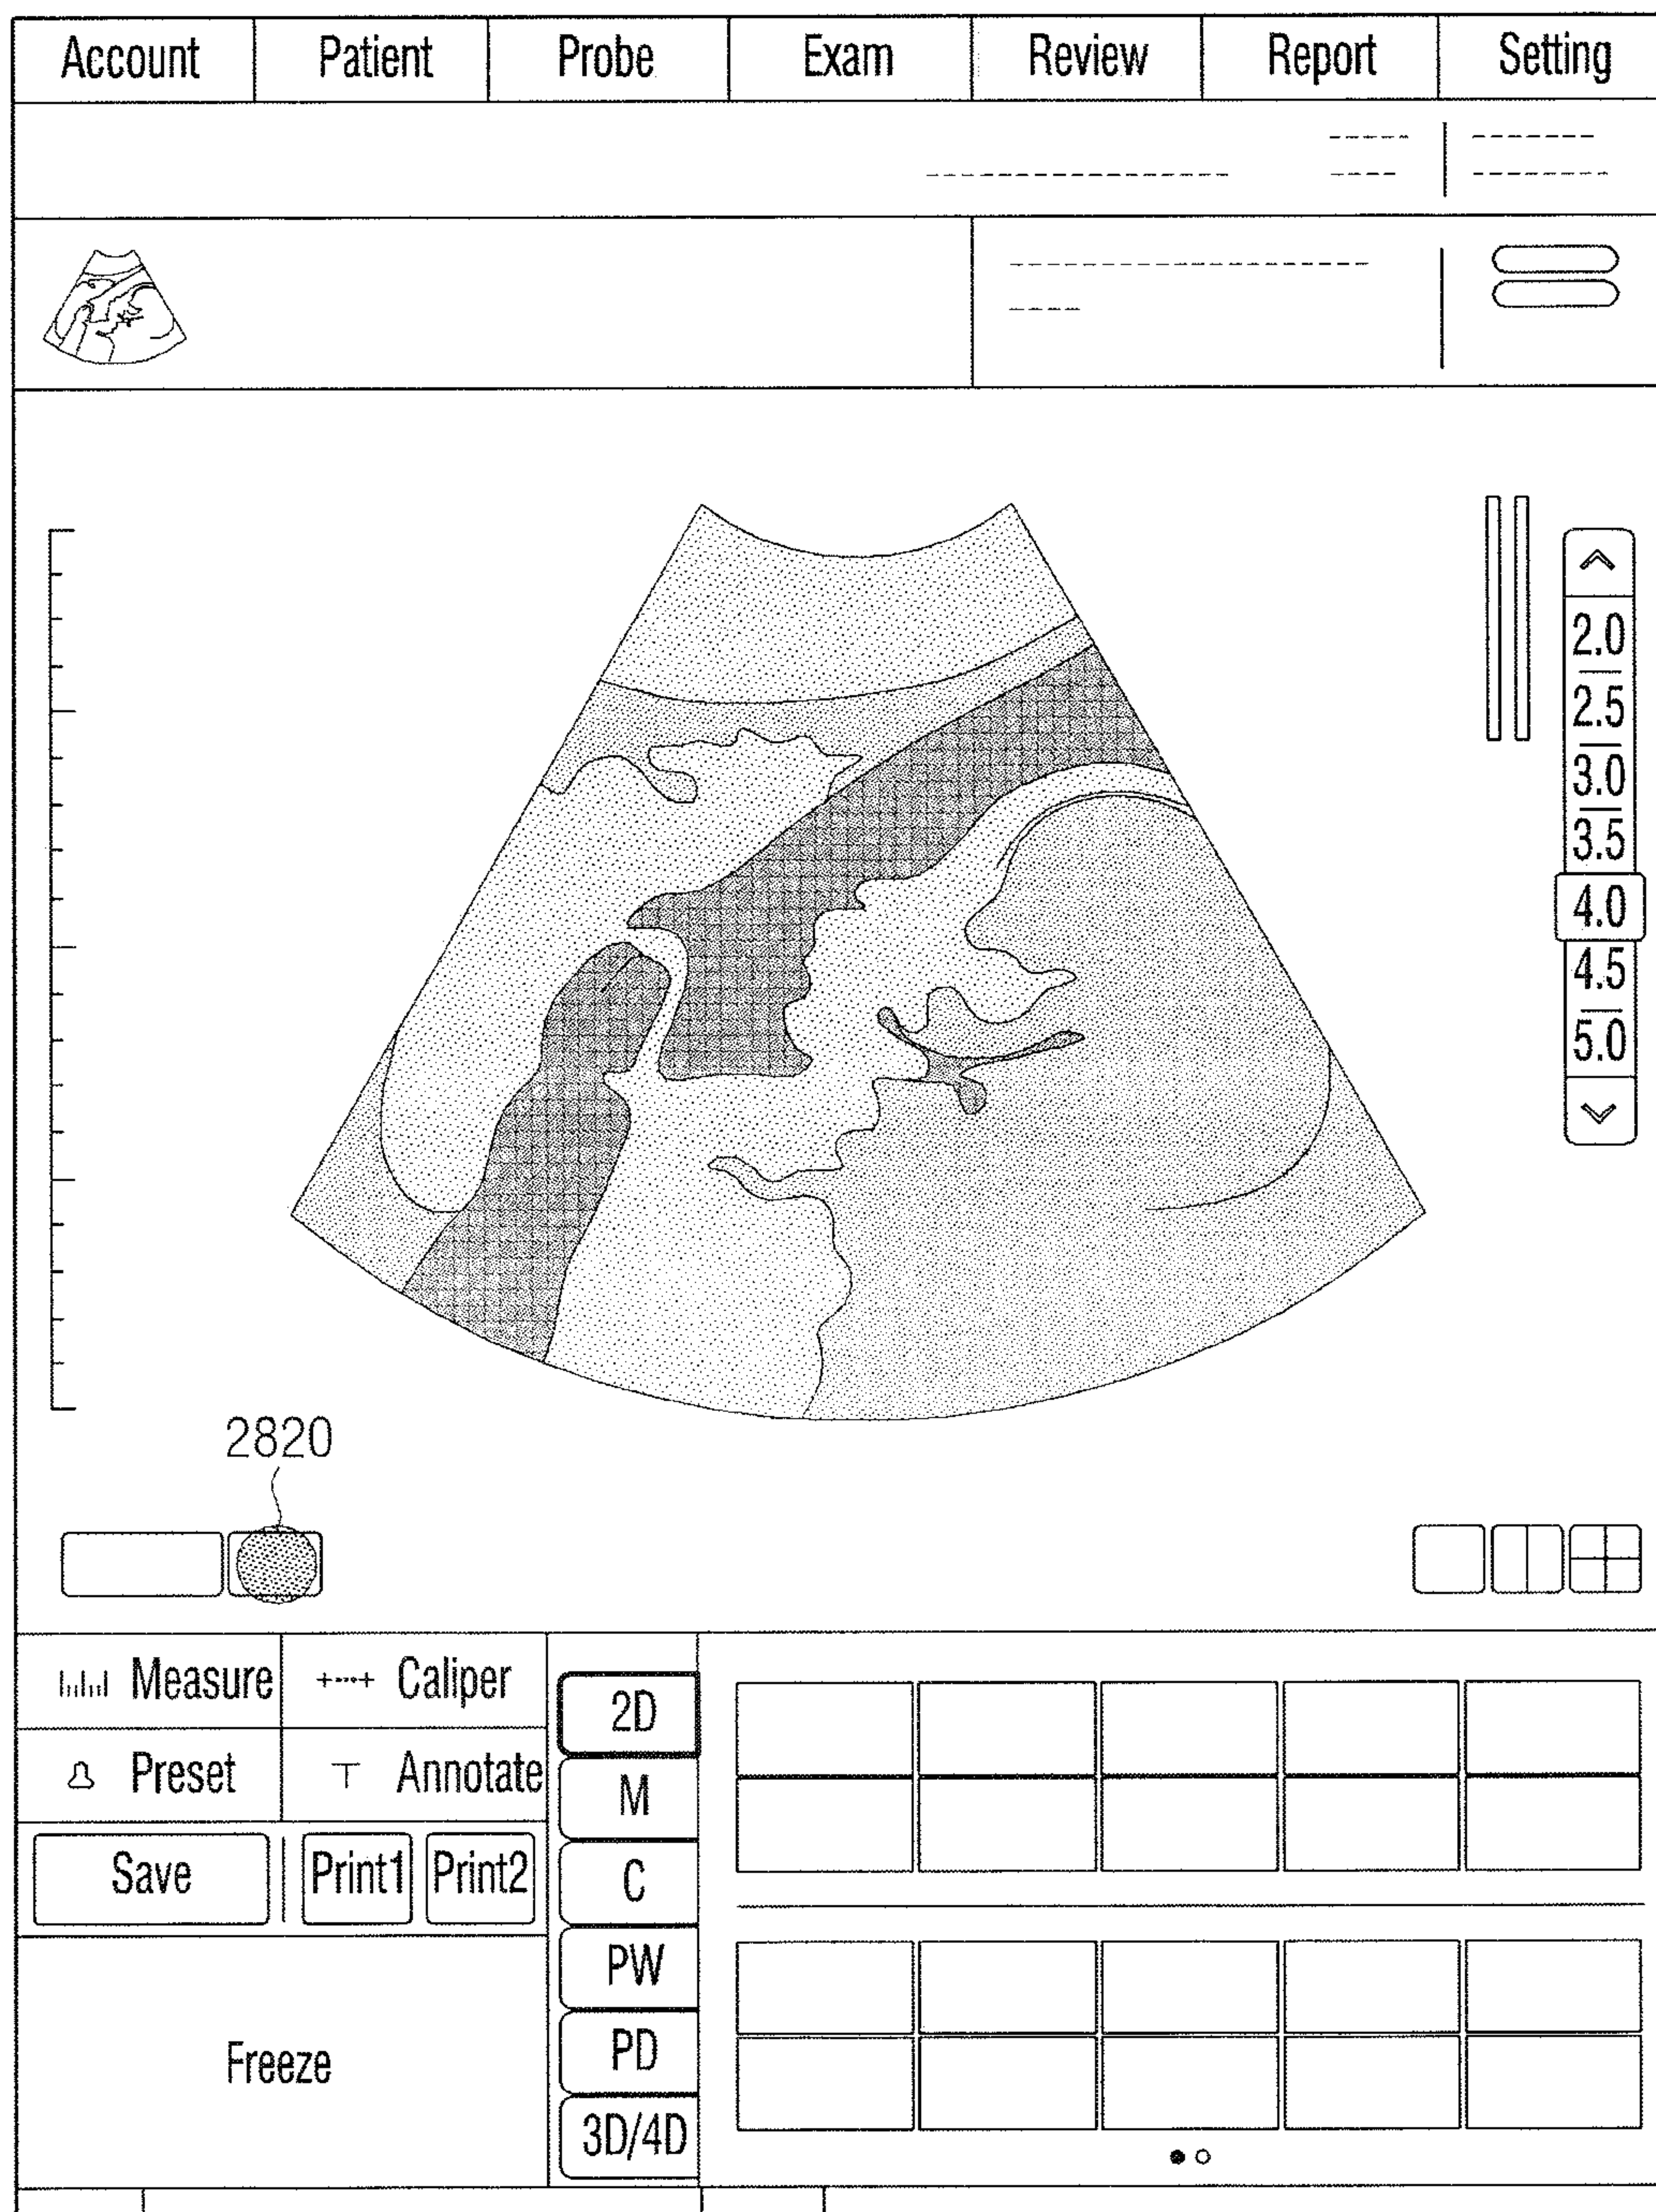 Account Patient Probe Exam Review Report Setting
2.0
2.5
3.0
3.5
4.0
4.5
5.0
2820
Measure Caliper
Preset Annotate
Save Print1 Print2
Freeze
2D
M
C
PW
PD
3D/4D